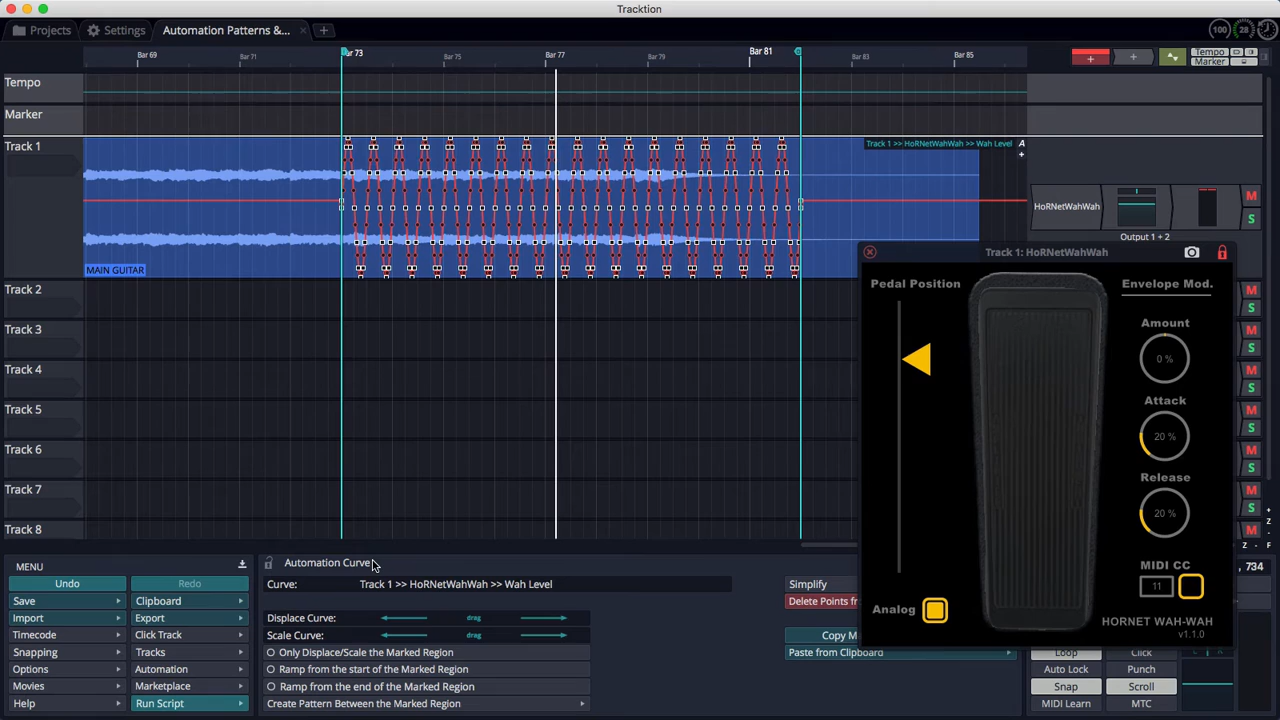 Tracktion
Projects
Settings
Automation Patterns &...
100
28
Bar 69
Bar 71
Bar 73
Bar 75
Bar 77
Bar 79
Bar 81
Bar 83
Bar 85
Tempo
Marker
Tempo
Marker
Track 1
Track 1 >> HoRNetWahWah >> Wah Level
A
MAIN GUITAR
HoRNetWahWah
M
S
Output 1 + 2
Track 2
M
S
Track 3
M
S
Track 4
M
S
Track 5
M
S
Track 6
M
S
Track 7
M
S
Track 8
M
Z - F
Track 1: HoRNetWahWah
Pedal Position
Envelope Mod.
Amount
0 %
Attack
20 %
Release
20 %
MIDI CC
11
Analog
HORNET WAH-WAH
v1.1.0
MENU
Undo
Redo
Save
Clipboard
Import
Export
Timecode
Click Track
Snapping
Tracks
Options
Automation
Movies
Marketplace
Help
Run Script
Automation Curve
Curve:
Track 1 >> HoRNetWahWah >> Wah Level
Displace Curve:
drag
Scale Curve:
drag
Only Displace/Scale the Marked Region
Ramp from the start of the Marked Region
Ramp from the end of the Marked Region
Create Pattern Between the Marked Region
Simplify
Delete Points
Copy
Paste from Clipboard
, 734
Loop
Click
Auto Lock
Punch
Snap
Scroll
MIDI Learn
MTC